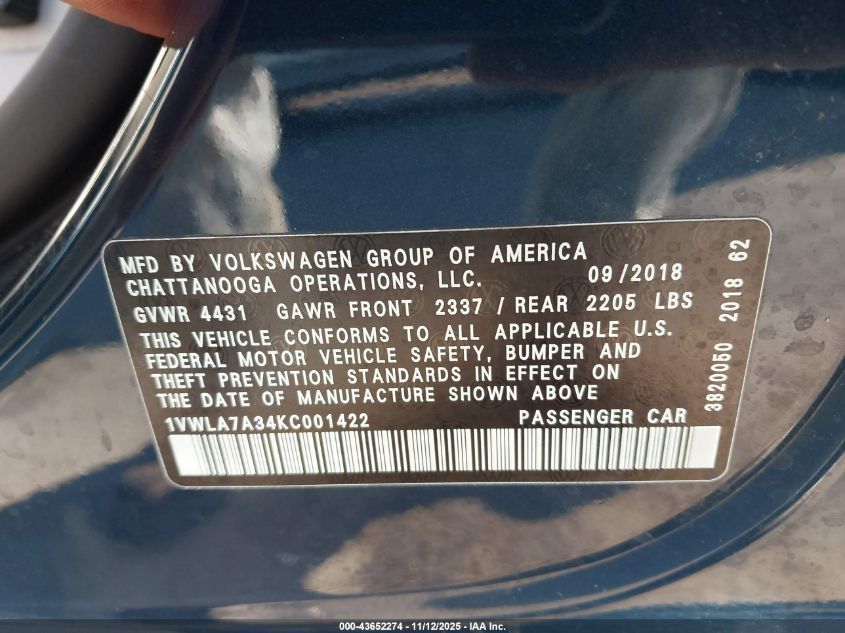 MFD BY VOLKSWAGEN GROUP OF AMERICA
CHATTANOOGA OPERATIONS, LLC. 09/2018
GVWR 4431 GAWR FRONT 2337 / REAR 2205 LBS
THIS VEHICLE CONFORMS TO ALL APPLICABLE U.S.
FEDERAL MOTOR VEHICLE SAFETY, BUMPER AND
THEFT PREVENTION STANDARDS IN EFFECT ON
THE DATE OF MANUFACTURE SHOWN ABOVE
1VWLA7A34KC001422 PASSENGER CAR
3820060 2018 62
000-43652274 - 11/12/2025 - IAA Inc.